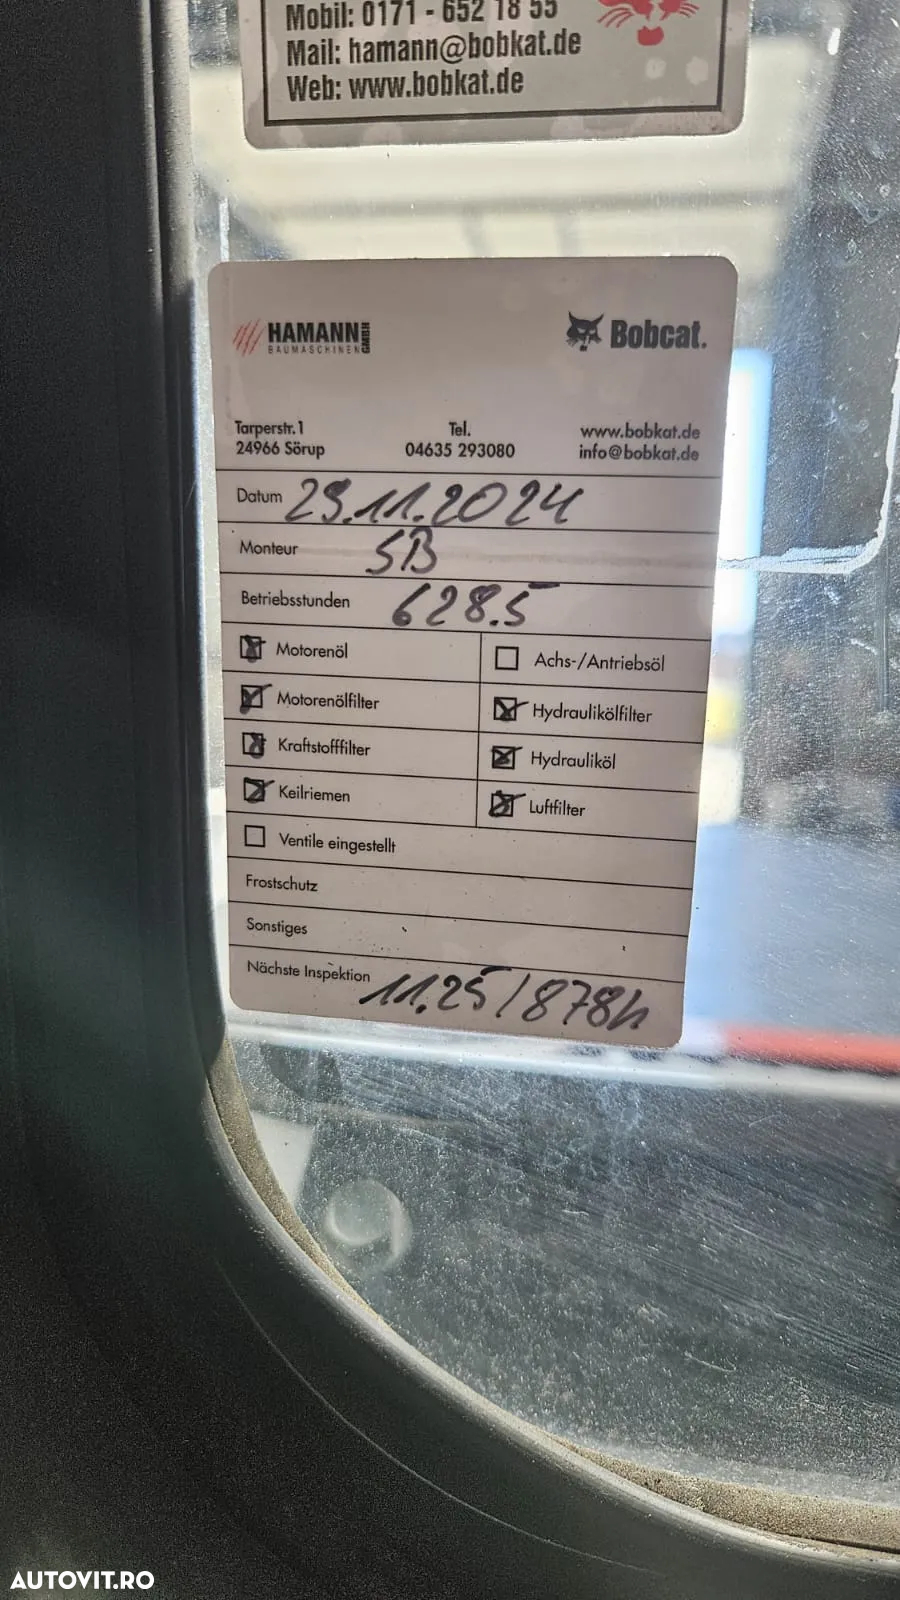 Mobil: 0171 - 652 18 55
Mail: hamann@bobkat.de
Web: www.bobkat.de
HAMANN GMBH
BAUMASCHINEN
Bobcat.
Tarperstr.1
24966 Sörup
Tel.
04635 293080
www.bobkat.de
info@bobkat.de
Datum 29.11.2024
Monteur SB
Betriebsstunden 628.5
Motorenöl
Achs-/Antriebsöl
Motorenölfilter
Hydraulikölfilter
Kraftstofffilter
Hydrauliköl
Keilriemen
Luftfilter
Ventile eingestellt
Frostschutz
Sonstiges
Nächste Inspektion 11.25/878h
AUTOVIT.RO